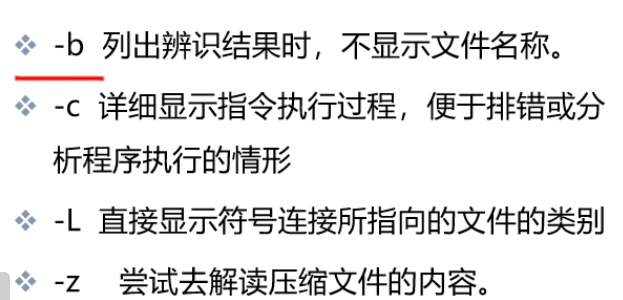 -b 列出辨识结果时，不显示文件名称。
-c 详细显示指令执行过程，便于排错或分
析程序执行的情形
-L 直接显示符号连接所指向的文件的类别
-z 尝试去解读压缩文件的内容。